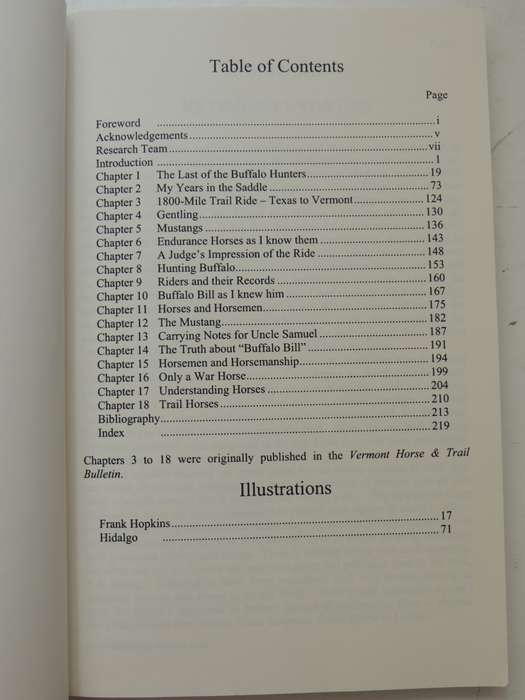 Table of Contents
Page
Foreword ........ i
Acknowledgements ........ v
Research Team ........ vii
Introduction ........ 1
Chapter 1 The Last of the Buffalo Hunters ........ 19
Chapter 2 My Years in the Saddle ........ 73
Chapter 3 1800-Mile Trail Ride – Texas to Vermont ........ 124
Chapter 4 Gentling ........ 130
Chapter 5 Mustangs ........ 136
Chapter 6 Endurance Horses as I know them ........ 143
Chapter 7 A Judge's Impression of the Ride ........ 148
Chapter 8 Hunting Buffalo ........ 153
Chapter 9 Riders and their Records ........ 160
Chapter 10 Buffalo Bill as I knew him ........ 167
Chapter 11 Horses and Horsemen ........ 175
Chapter 12 The Mustang ........ 182
Chapter 13 Carrying Notes for Uncle Samuel ........ 187
Chapter 14 The Truth about "Buffalo Bill" ........ 191
Chapter 15 Horsemen and Horsemanship ........ 194
Chapter 16 Only a War Horse ........ 199
Chapter 17 Understanding Horses ........ 204
Chapter 18 Trail Horses ........ 210
Bibliography ........ 213
Index ........ 219
Chapters 3 to 18 were originally published in the Vermont Horse & Trail
Bulletin.
Illustrations
Frank Hopkins ........ 17
Hidalgo ........ 71